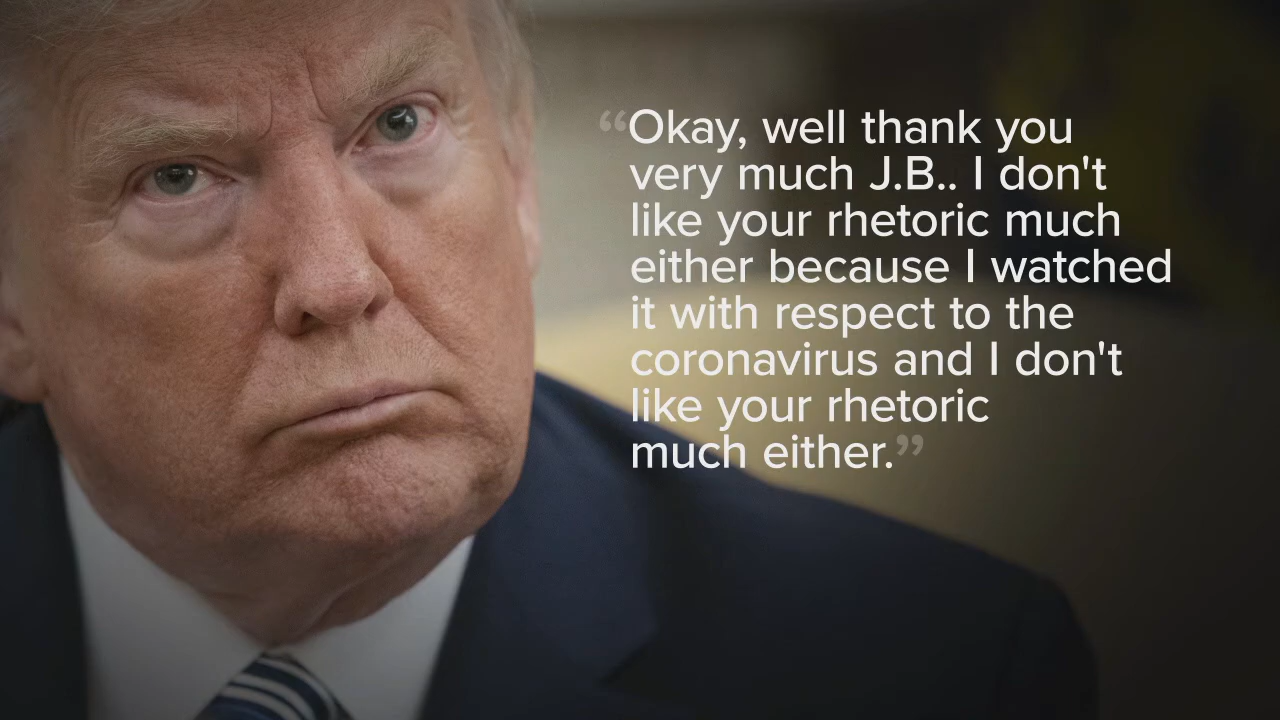 “Okay, well thank you
very much J.B.. I don't
like your rhetoric much
either because I watched
it with respect to the
coronavirus and I don't
like your rhetoric
much either.”